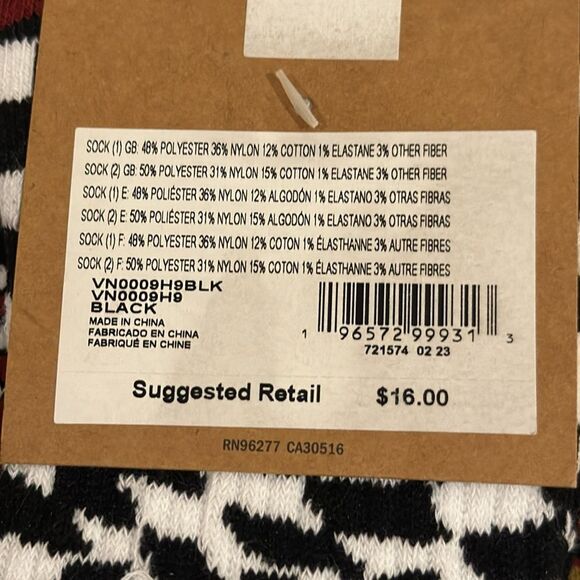 SOCK (1) GB: 48% POLYESTER 36% NYLON 12% COTTON 1% ELASTANE 3% OTHER FIBER
SOCK (2) GB: 50% POLYESTER 31% NYLON 15% COTTON 1% ELASTANE 3% OTHER FIBER
SOCK (1) E: 48% POLIÉSTER 36% NYLON 12% ALGODÓN 1% ELASTANO 3% OTRAS FIBRAS
SOCK (2) E: 50% POLIÉSTER 31% NYLON 15% ALGODÓN 1% ELASTANO 3% OTRAS FIBRAS
SOCK (1) F: 48% POLYESTER 36% NYLON 12% COTON 1% ÉLASTHANNE 3% AUTRE FIBRES
SOCK (2) F: 50% POLYESTER 31% NYLON 15% COTON 1% ÉLASTHANNE 3% AUTRE FIBRES
VN0009H9BLK
VN0009H9
BLACK
MADE IN CHINA
FABRICADO EN CHINA
FABRIQUÉ EN CHINE
1 96572 99931 3
721574 02 23
Suggested Retail $16.00
RN96277 CA30516